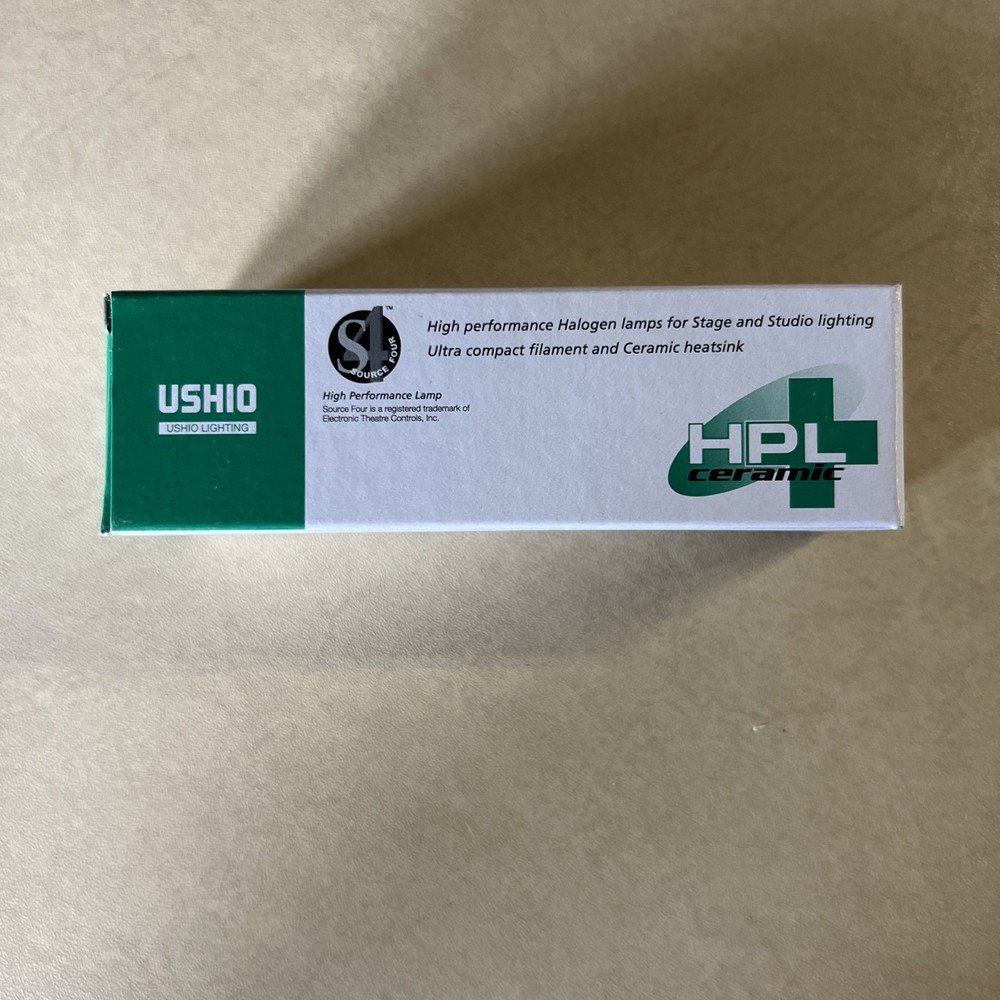 USHIO
USHIO LIGHTING
S4™
SOURCE FOUR
High Performance Lamp
Source Four is a registered trademark of
Electronic Theatre Controls, Inc.
High performance Halogen lamps for Stage and Studio lighting
Ultra compact filament and Ceramic heatsink
HPL
ceramic